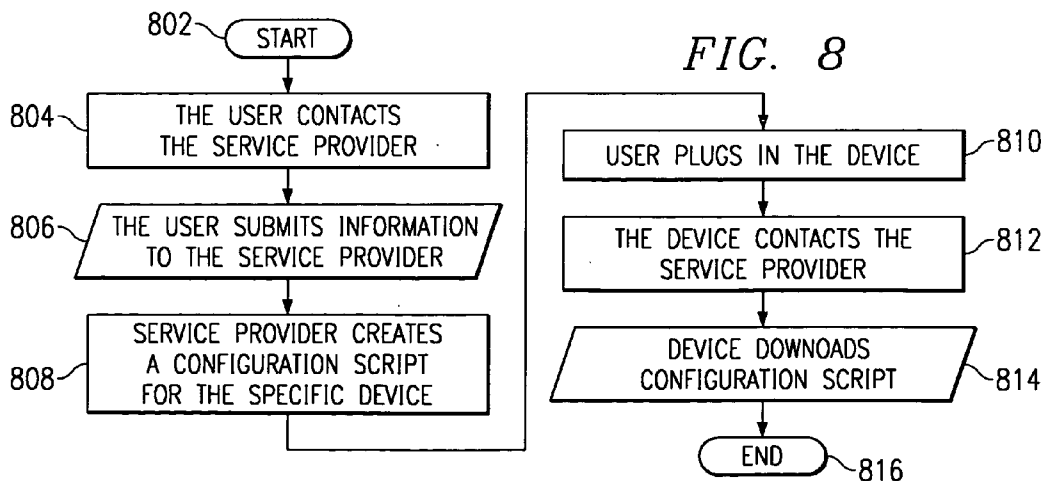 802
START
FIG. 8
804
THE USER CONTACTS
THE SERVICE PROVIDER
806
THE USER SUBMITS INFORMATION
TO THE SERVICE PROVIDER
808
SERVICE PROVIDER CREATES
A CONFIGURATION SCRIPT
FOR THE SPECIFIC DEVICE
USER PLUGS IN THE DEVICE
810
THE DEVICE CONTACTS THE
SERVICE PROVIDER
812
DEVICE DOWNOADS
CONFIGURATION SCRIPT
814
END
816